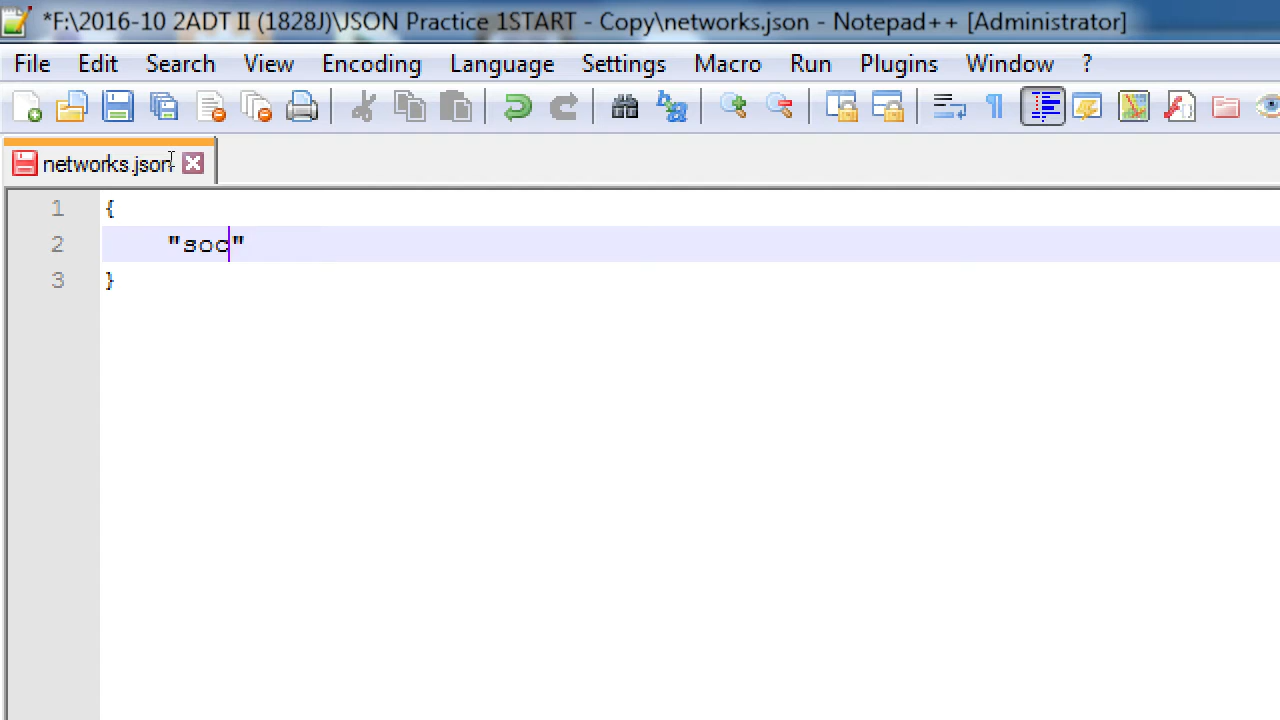 *F:\2016-10 2ADT II (1828J)\JSON Practice 1START - Copy\networks.json - Notepad++ [Administrator]
File Edit Search View Encoding Language Settings Macro Run Plugins Window ?
networks.json
1 {
2 "soc"
3 }